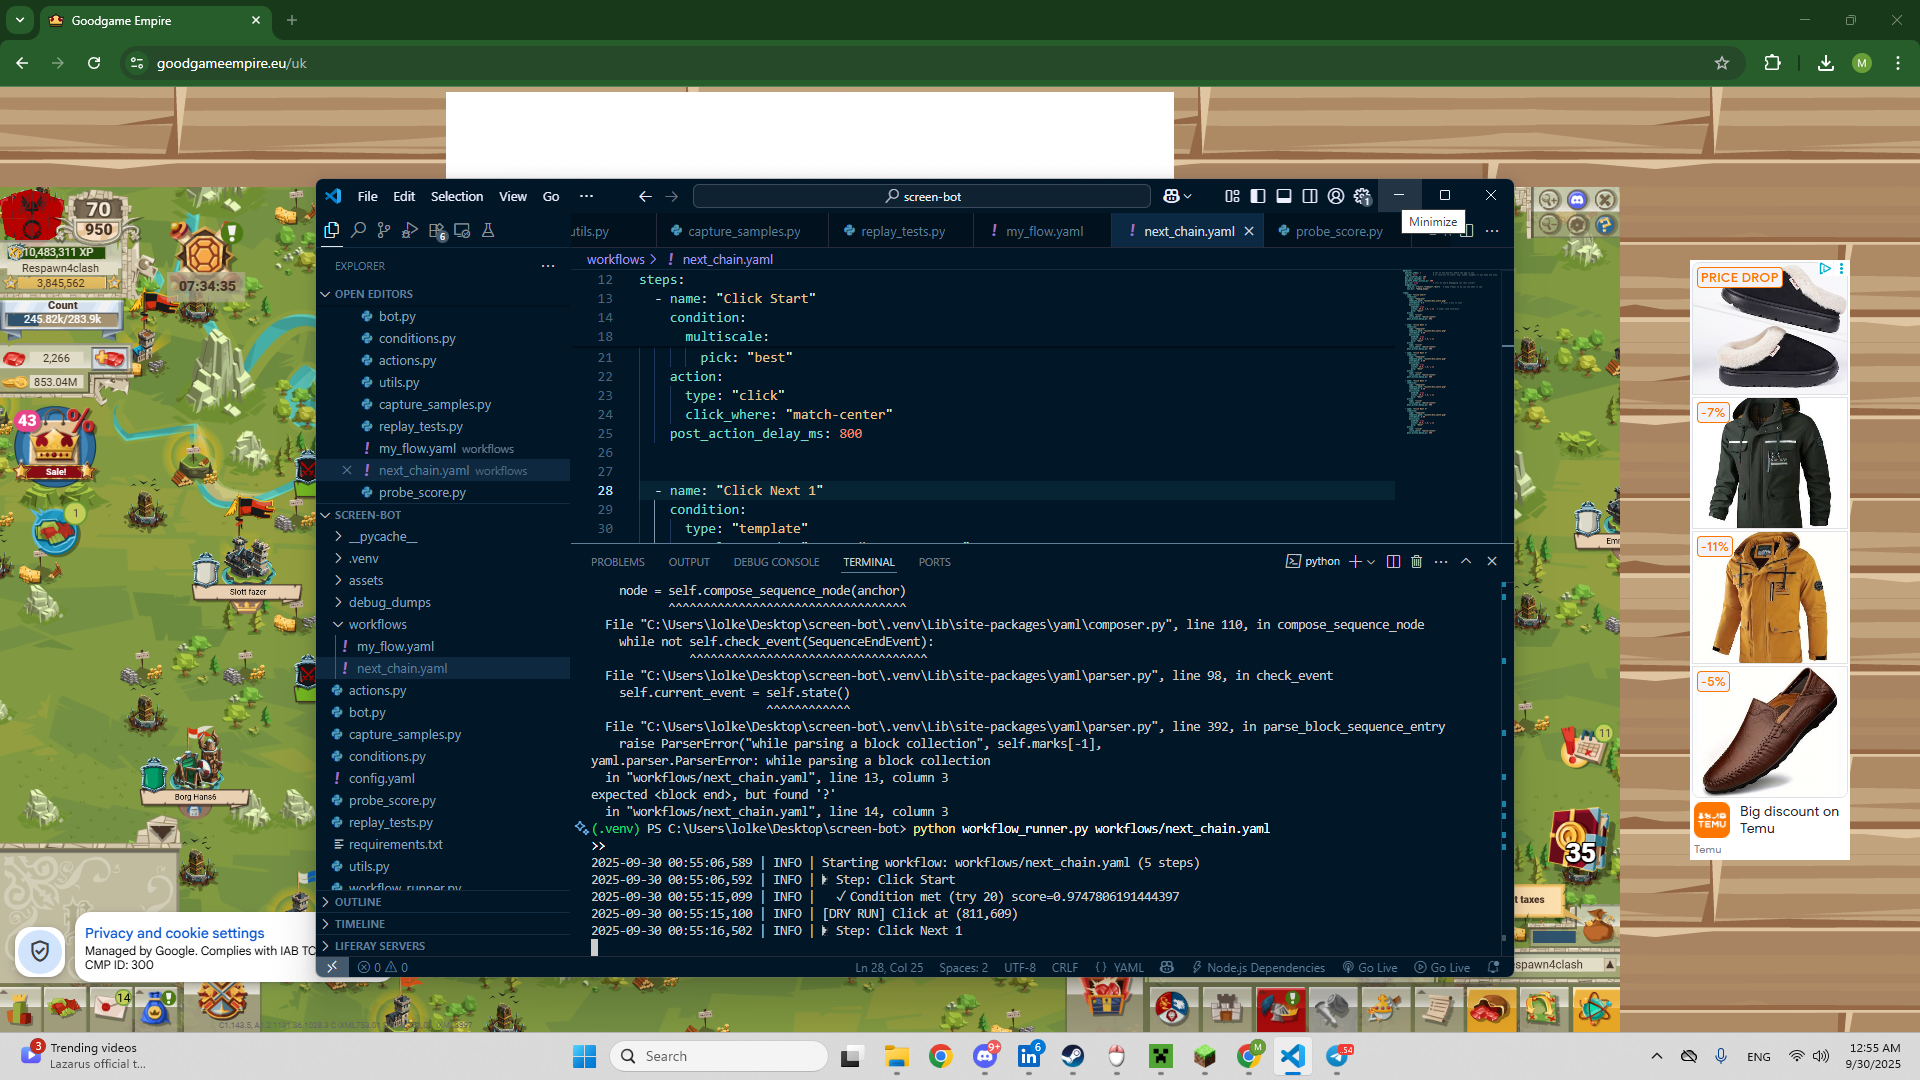 Goodgame Empire
goodgameempire.eu/uk
M
File Edit Selection View Go
screen-bot
Minimize
utils.py capture_samples.py replay_tests.py my_flow.yaml next_chain.yaml probe_score.py
workflows > next_chain.yaml
EXPLORER
OPEN EDITORS
bot.py
conditions.py
actions.py
utils.py
capture_samples.py
replay_tests.py
my_flow.yaml workflows
next_chain.yaml workflows
probe_score.py
SCREEN-BOT
__pycache__
.venv
assets
debug_dumps
workflows
my_flow.yaml
next_chain.yaml
actions.py
bot.py
capture_samples.py
conditions.py
config.yaml
probe_score.py
replay_tests.py
requirements.txt
utils.py
workflow_runner.py
OUTLINE
TIMELINE
LIFERAY SERVERS
12 steps:
13 - name: "Click Start"
14 condition:
18 multiscale:
21 pick: "best"
22 action:
23 type: "click"
24 click_where: "match-center"
25 post_action_delay_ms: 800
26
27
28 - name: "Click Next 1"
29 condition:
30 type: "template"
PROBLEMS OUTPUT DEBUG CONSOLE TERMINAL PORTS
python
node = self.compose_sequence_node(anchor)
^^^^^^^^^^^^^^^^^^^^^^^^^^^^^^^^^^
File "C:\Users\lolke\Desktop\screen-bot\.venv\Lib\site-packages\yaml\composer.py", line 110, in compose_sequence_node
while not self.check_event(SequenceEndEvent):
^^^^^^^^^^^^^^^^^^^^^^^^^^^^^^^^^^
File "C:\Users\lolke\Desktop\screen-bot\.venv\Lib\site-packages\yaml\parser.py", line 98, in check_event
self.current_event = self.state()
^^^^^^^^^^^^
File "C:\Users\lolke\Desktop\screen-bot\.venv\Lib\site-packages\yaml\parser.py", line 392, in parse_block_sequence_entry
raise ParserError("while parsing a block collection", self.marks[-1],
yaml.parser.ParserError: while parsing a block collection
in "workflows/next_chain.yaml", line 13, column 3
expected <block end>, but found '?'
in "workflows/next_chain.yaml", line 14, column 3
(.venv) PS C:\Users\lolke\Desktop\screen-bot> python workflow_runner.py workflows/next_chain.yaml
>>
2025-09-30 00:55:06,589 | INFO | Starting workflow: workflows/next_chain.yaml (5 steps)
2025-09-30 00:55:06,592 | INFO | Step: Click Start
2025-09-30 00:55:15,099 | INFO | ✓ Condition met (try 20) score=0.9747806191444397
2025-09-30 00:55:15,100 | INFO | [DRY RUN] Click at (811,609)
2025-09-30 00:55:16,502 | INFO | Step: Click Next 1
0 0
Ln 28, Col 25 Spaces: 2 UTF-8 CRLF {} YAML Node.js Dependencies Go Live Go Live
70
950
10,483,311 XP
Respawn4clash
3,845,562
Count
245.82k/283.9k
2,266
853.04M
07:34:35
43
%
Sale!
1
Slott fazer
Borg Hans6
Privacy and cookie settings
Managed by Google. Complies with IAB TC
CMP ID: 300
14
11
35
t taxes
spawn4clash
PRICE DROP
-7%
-11%
-5%
TEMU
Big discount on
Temu
Temu
3
Trending videos
Lazarus official t...
Search
9+
6
M
54
ENG
12:55 AM
9/30/2025